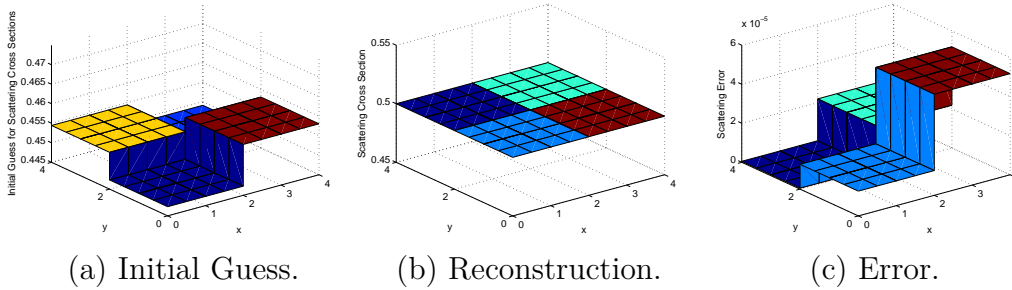 Initial Guess for Scattering Cross Sections
0.47
0.465
0.46
0.455
0.45
0.445
4
2
0
y
0
1
2
3
4
x
Scattering Cross Section
0.55
0.5
0.45
4
2
0
y
0
1
2
3
4
x
x 10⁻⁵
Scattering Error
6
4
2
0
4
2
0
y
0
1
2
3
4
x
(a) Initial Guess.
(b) Reconstruction.
(c) Error.